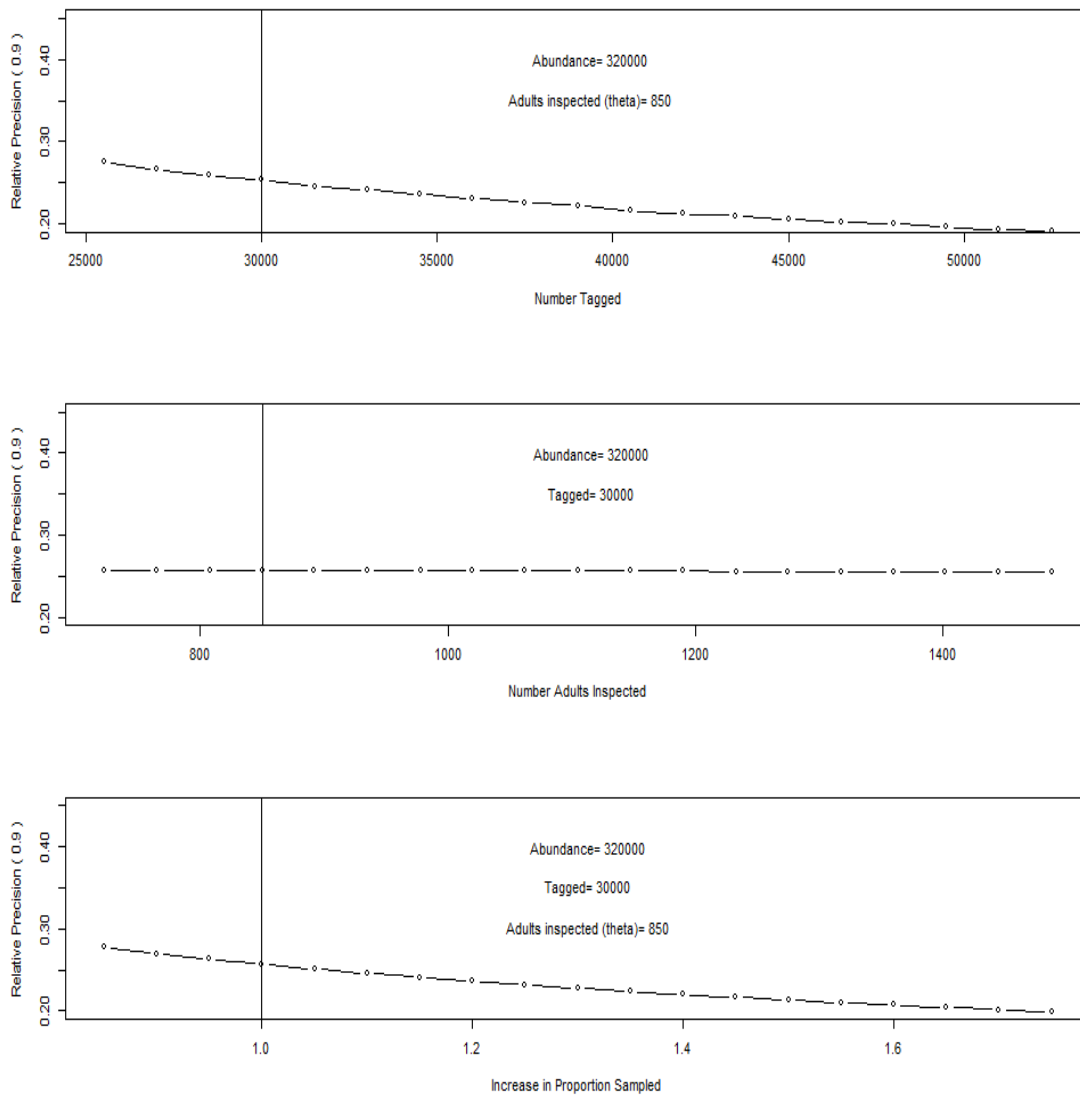 Relative Precision ( 0.9 )
0.20 0.30 0.40
Abundance= 320000
Adults inspected (theta)= 850
25000 30000 35000 40000 45000 50000
Number Tagged
Relative Precision ( 0.9 )
0.20 0.30 0.40
Abundance= 320000
Tagged= 30000
800 1000 1200 1400
Number Adults Inspected
Relative Precision ( 0.9 )
0.20 0.30 0.40
Abundance= 320000
Tagged= 30000
Adults inspected (theta)= 850
1.0 1.2 1.4 1.6
Increase in Proportion Sampled